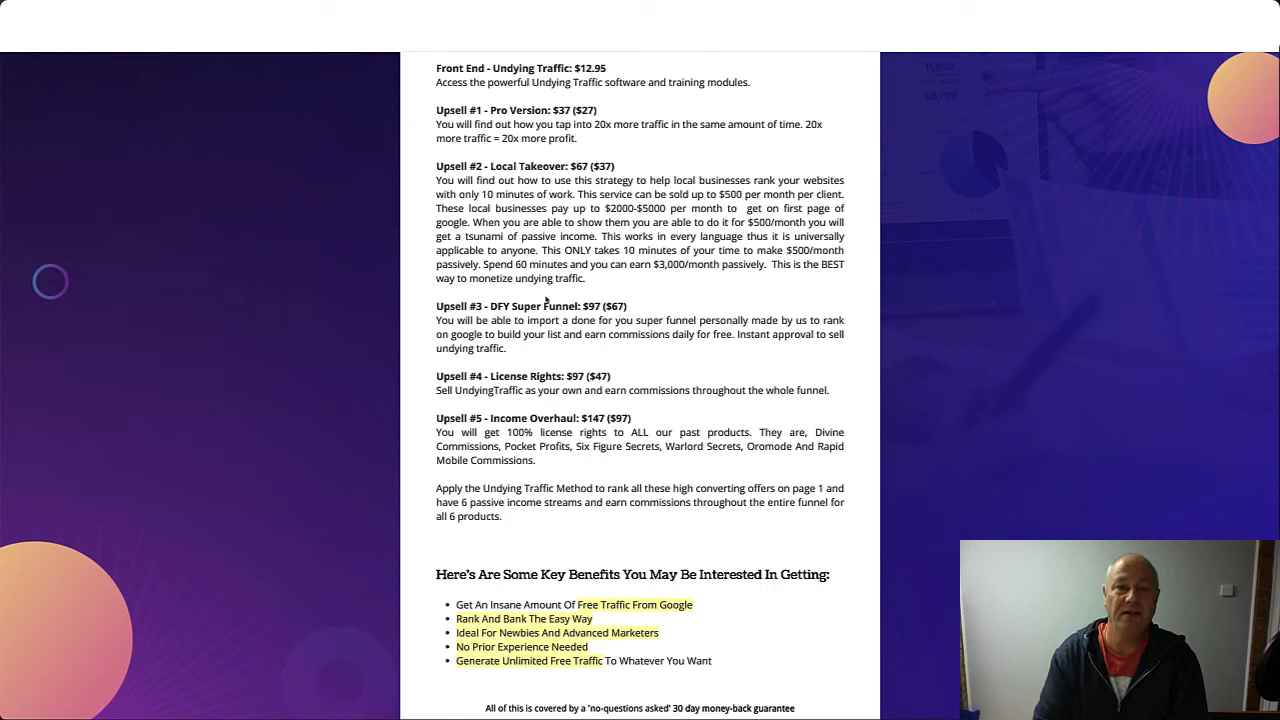 11,892
$8,769
Front End - Undying Traffic: $12.95
Access the powerful Undying Traffic software and training modules.
Upsell #1 - Pro Version: $37 ($27)
You will find out how you tap into 20x more traffic in the same amount of time. 20x
more traffic = 20x more profit.
Upsell #2 - Local Takeover: $67 ($37)
You will find out how to use this strategy to help local businesses rank your websites
with only 10 minutes of work. This service can be sold up to $500 per month per client.
These local businesses pay up to $2000-$5000 per month to get on first page of
google. When you are able to show them you are able to do it for $500/month you will
get a tsunami of passive income. This works in every language thus it is universally
applicable to anyone. This ONLY takes 10 minutes of your time to make $500/month
passively. Spend 60 minutes and you can earn $3,000/month passively. This is the BEST
way to monetize undying traffic.
Upsell #3 - DFY Super Funnel: $97 ($67)
You will be able to import a done for you super funnel personally made by us to rank
on google to build your list and earn commissions daily for free. Instant approval to sell
undying traffic.
Upsell #4 - License Rights: $97 ($47)
Sell UndyingTraffic as your own and earn commissions throughout the whole funnel.
Upsell #5 - Income Overhaul: $147 ($97)
You will get 100% license rights to ALL our past products. They are, Divine
Commissions, Pocket Profits, Six Figure Secrets, Warlord Secrets, Oromode And Rapid
Mobile Commissions.
Apply the Undying Traffic Method to rank all these high converting offers on page 1 and
have 6 passive income streams and earn commissions throughout the entire funnel for
all 6 products.
Here's Are Some Key Benefits You May Be Interested In Getting:
• Get An Insane Amount Of Free Traffic From Google
• Rank And Bank The Easy Way
• Ideal For Newbies And Advanced Marketers
• No Prior Experience Needed
• Generate Unlimited Free Traffic To Whatever You Want
All of this is covered by a 'no-questions asked' 30 day money-back guarantee